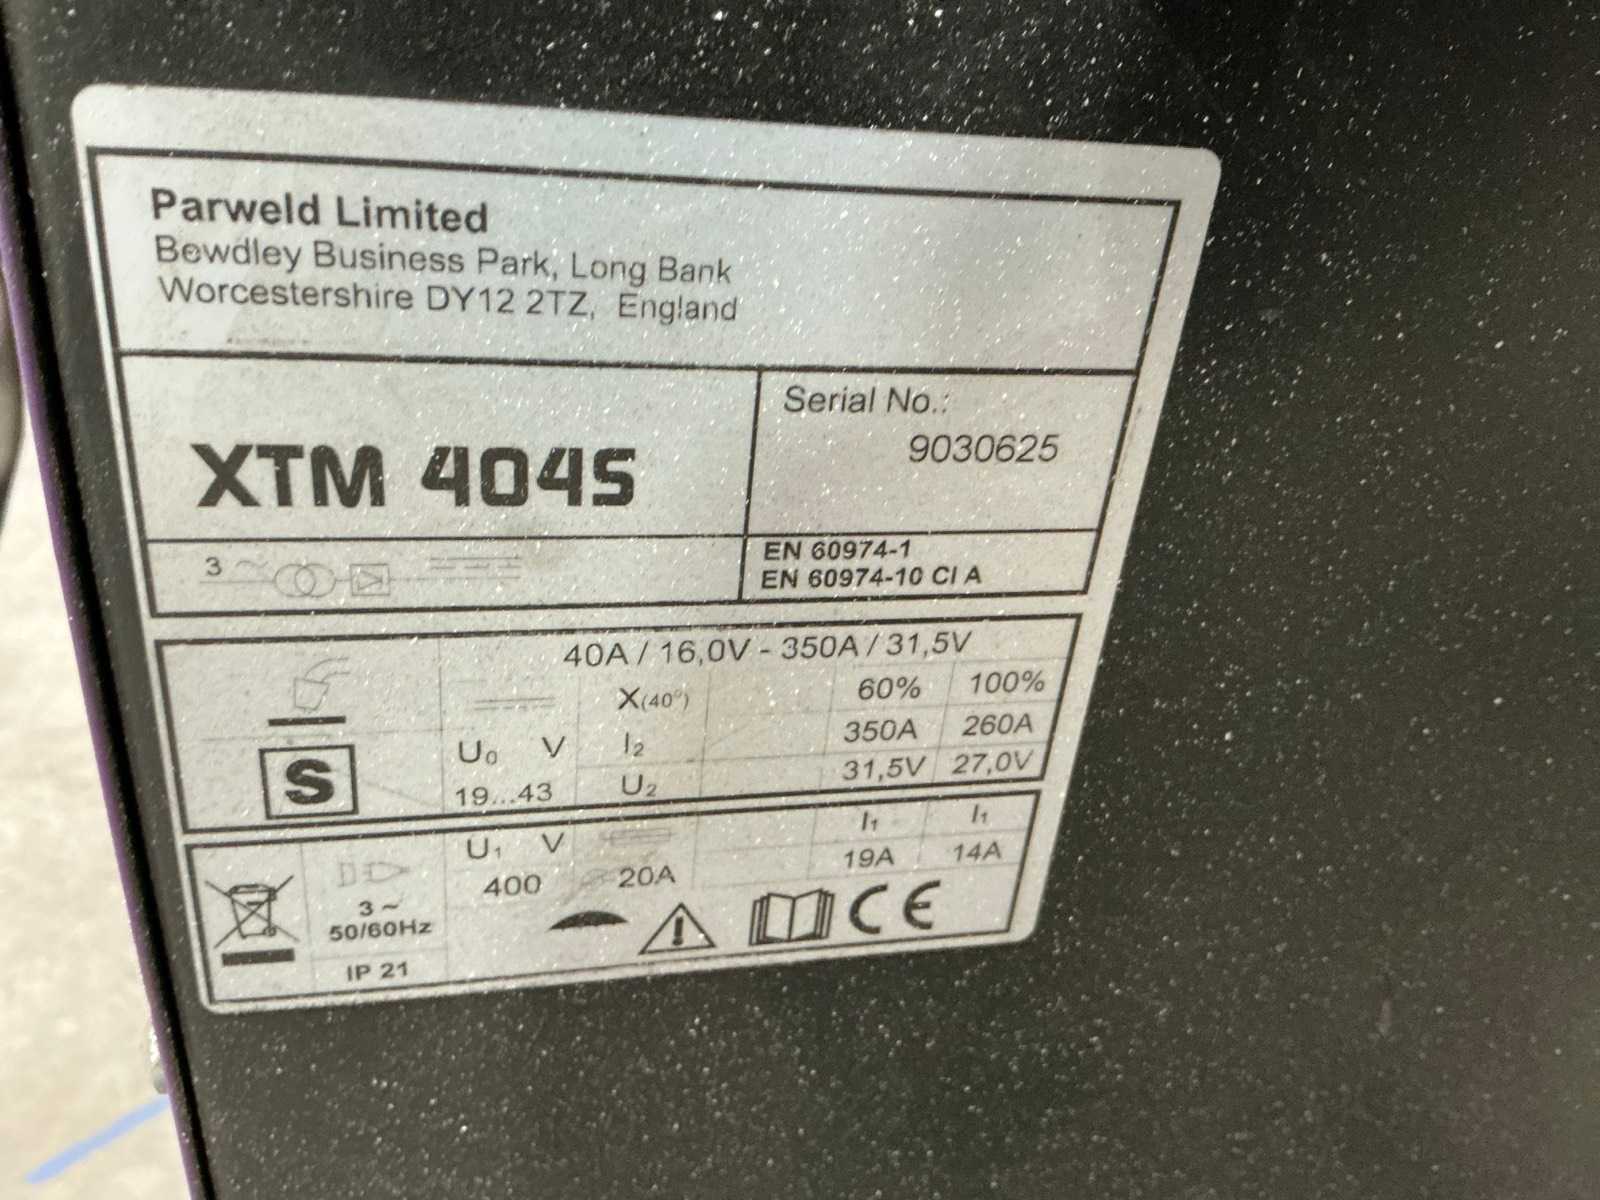 Parweld Limited
Bewdley Business Park, Long Bank
Worcestershire DY12 2TZ, England
XTM 404S
Serial No.:
9030625
3 ~
EN 60974-1
EN 60974-10 Cl A
40A / 16,0V - 350A / 31,5V
X(40°) 60% 100%
U₀ V I₂ 350A 260A
19...43 U₂ 31,5V 27,0V
S
U₁ V I₁ I₁
400 20A 19A 14A
3 ~
50/60Hz
CE
IP 21